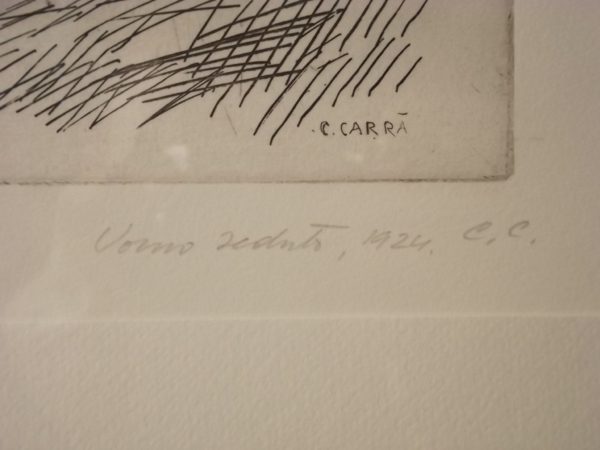 C. CARRÀ
Uomo seduto, 1924. C. C.